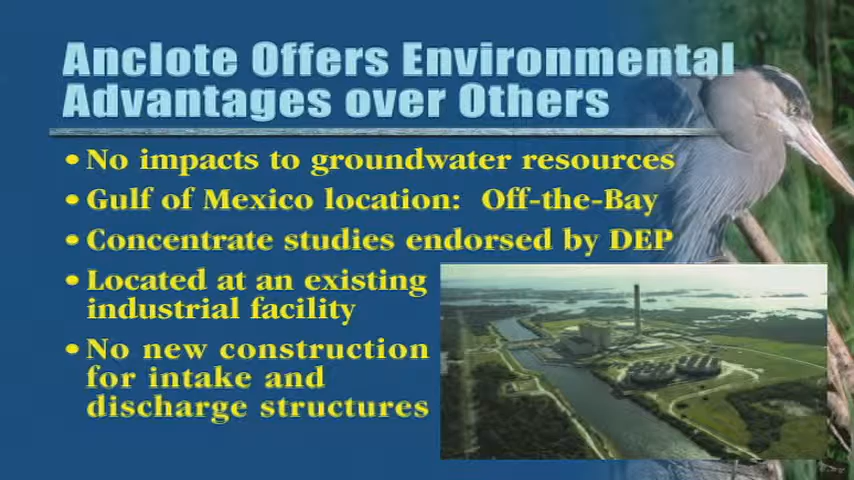 Anclote Offers Environmental
Advantages over Others
• No impacts to groundwater resources
• Gulf of Mexico location: Off-the-Bay
• Concentrate studies endorsed by DEP
• Located at an existing
industrial facility
• No new construction
for intake and
discharge structures